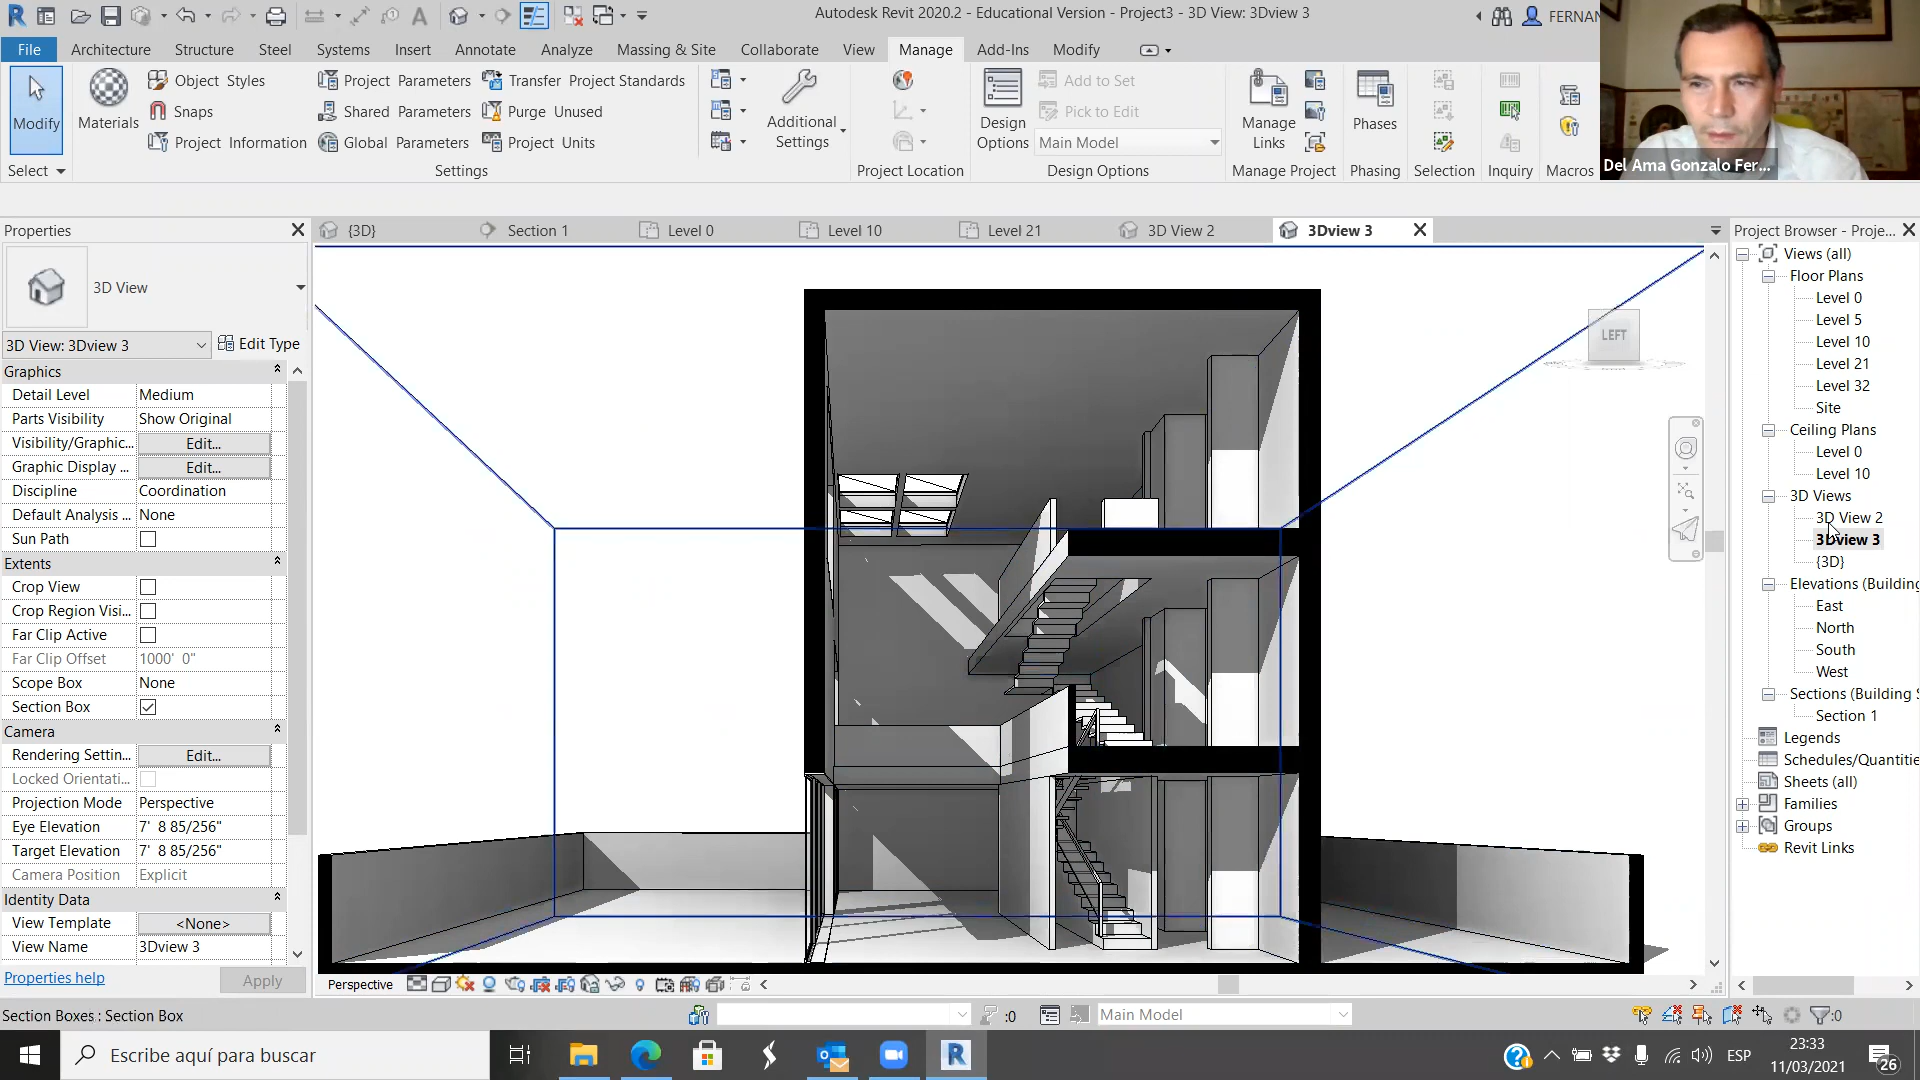 Autodesk Revit 2020.2 - Educational Version - Project3 - 3D View: 3Dview 3
FERNAN
File Architecture Structure Steel Systems Insert Annotate Analyze Massing & Site Collaborate View Manage Add-Ins Modify
Modify
Materials
Object Styles
Snaps
Project Information
Project Parameters
Shared Parameters
Global Parameters
Transfer Project Standards
Purge Unused
Project Units
Additional Settings
Design Options
Add to Set
Pick to Edit
Main Model
Manage Links
Phases
Select
Settings
Project Location
Design Options
Manage Project
Phasing
Selection
Inquiry
Macros
Del Ama Gonzalo Fer...
Properties
{3D}
Section 1
Level 0
Level 10
Level 21
3D View 2
3Dview 3
Project Browser - Proje...
3D View
3D View: 3Dview 3
Edit Type
Graphics
Detail Level Medium
Parts Visibility Show Original
Visibility/Graphic... Edit...
Graphic Display ... Edit...
Discipline Coordination
Default Analysis ... None
Sun Path
Extents
Crop View
Crop Region Visi...
Far Clip Active
Far Clip Offset 1000' 0"
Scope Box None
Section Box
Camera
Rendering Settin... Edit...
Locked Orientati...
Projection Mode Perspective
Eye Elevation 7' 8 85/256"
Target Elevation 7' 8 85/256"
Camera Position Explicit
Identity Data
View Template <None>
View Name 3Dview 3
Properties help
Apply
LEFT
Views (all)
Floor Plans
Level 0
Level 5
Level 10
Level 21
Level 32
Site
Ceiling Plans
Level 0
Level 10
3D Views
3D View 2
3Dview 3
{3D}
Elevations (Building
East
North
South
West
Sections (Building S
Section 1
Legends
Schedules/Quantitie
Sheets (all)
Families
Groups
Revit Links
Perspective
Section Boxes : Section Box
:0
Main Model
:0
Escribe aquí para buscar
ESP
23:33
11/03/2021
26